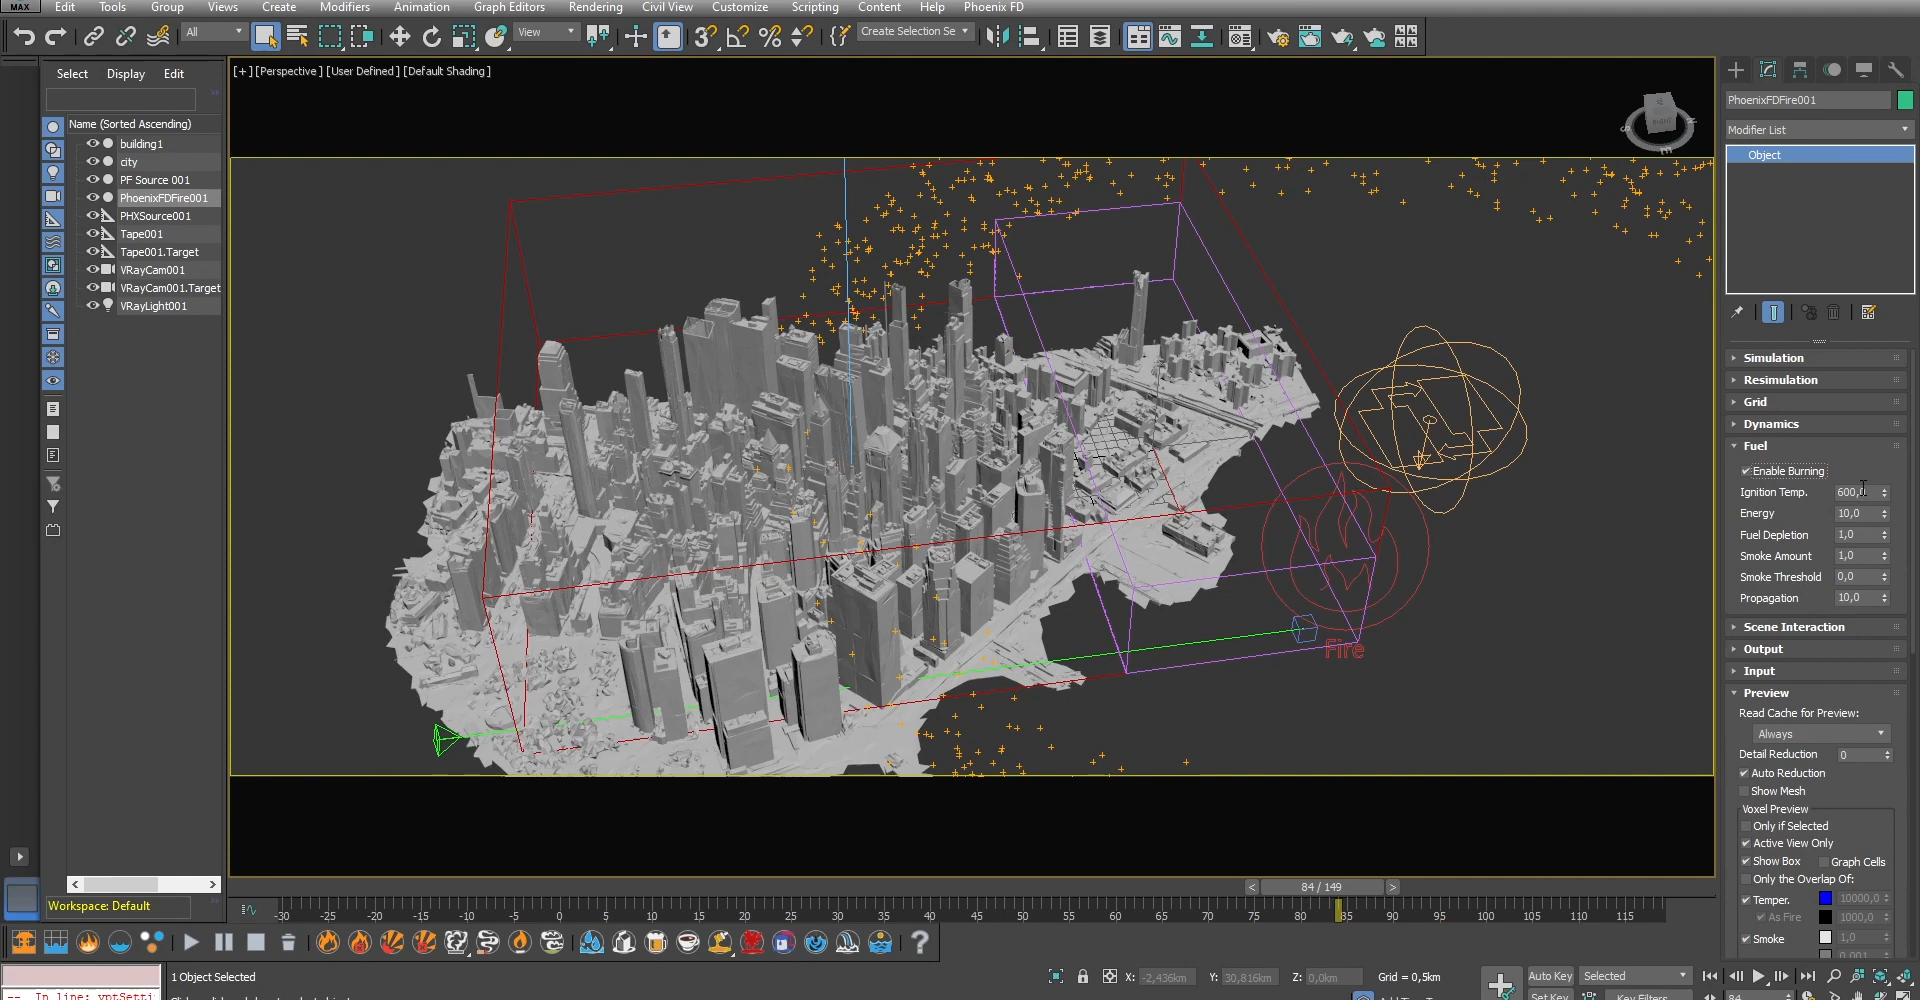 MAX Edit Tools Group Views Create Modifiers Animation Graph Editors Rendering Civil View Customize Scripting Content Help Phoenix FD
All View Create Selection Se
Select Display Edit
[+] [Perspective] [User Defined] [Default Shading]
PhoenixFDFire001
Name (Sorted Ascending)
Modifier List
building1
Object
city
PF Source 001
PhoenixFDFire001
PHXSource001
Tape001
Tape001.Target
VRayCam001
VRayCam001.Target
VRayLight001
RIGHT
Simulation
Resimulation
Grid
Dynamics
Fuel
Enable Burning
Ignition Temp. 600,0
Energy 10,0
Fuel Depletion 1,0
Smoke Amount 1,0
Smoke Threshold 0,0
Propagation 10,0
Fire
Scene Interaction
Output
Input
Preview
Read Cache for Preview:
Always
Detail Reduction 0
Auto Reduction
Show Mesh
Voxel Preview
Only if Selected
Active View Only
Show Box Graph Cells
Only the Overlap Of:
Temper. 10000,0
As Fire 1000,0
Smoke 1,0
0,001
< 84 / 149 >
Workspace: Default
-30 -25 -20 -15 -10 -5 0 5 10 15 20 25 30 35 40 45 50 55 60 65 70 75 80 85 90 95 100 105 110 115
1 Object Selected
X: -2,436km Y: 30,816km Z: 0,0km Grid = 0,5km
Auto Key Selected
-- In line: vptSetti
Set Key Key Filters... 84